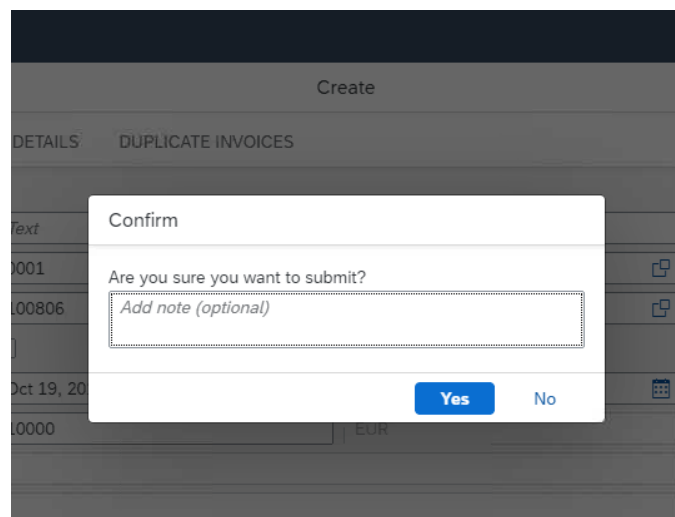 Create
DETAILS DUPLICATE INVOICES
Confirm
Text
0001
Are you sure you want to submit?
100806
Add note (optional)
Oct 19, 20
Yes No
10000 EUR